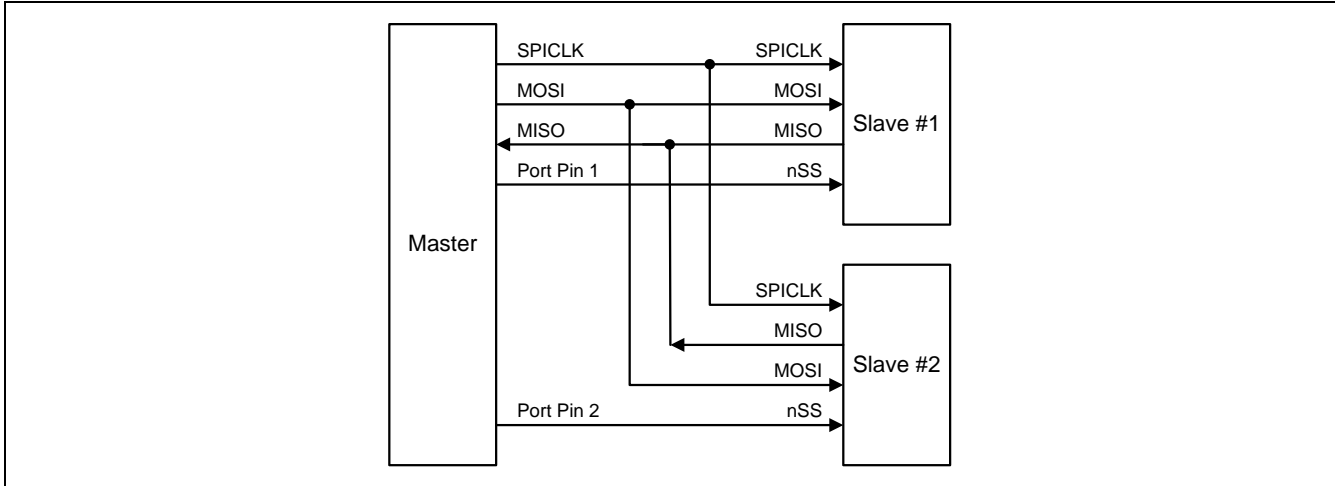 SPICLK SPICLK
MOSI MOSI
MISO MISO
Slave #1
Port Pin 1 nSS
Master
SPICLK
MISO
Slave #2
MOSI
Port Pin 2 nSS